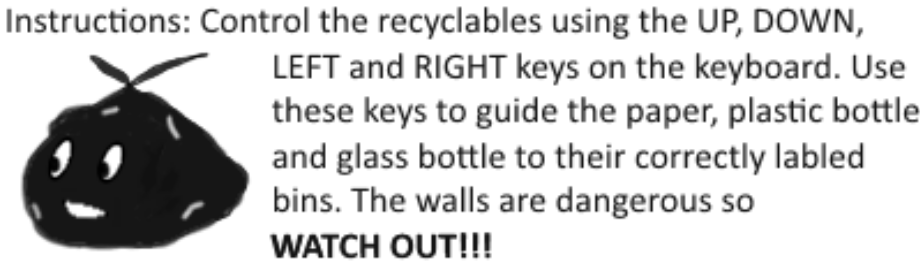 Instructions: Control the recyclables using the UP, DOWN,
LEFT and RIGHT keys on the keyboard. Use
these keys to guide the paper, plastic bottle
and glass bottle to their correctly labled
bins. The walls are dangerous so
WATCH OUT!!!